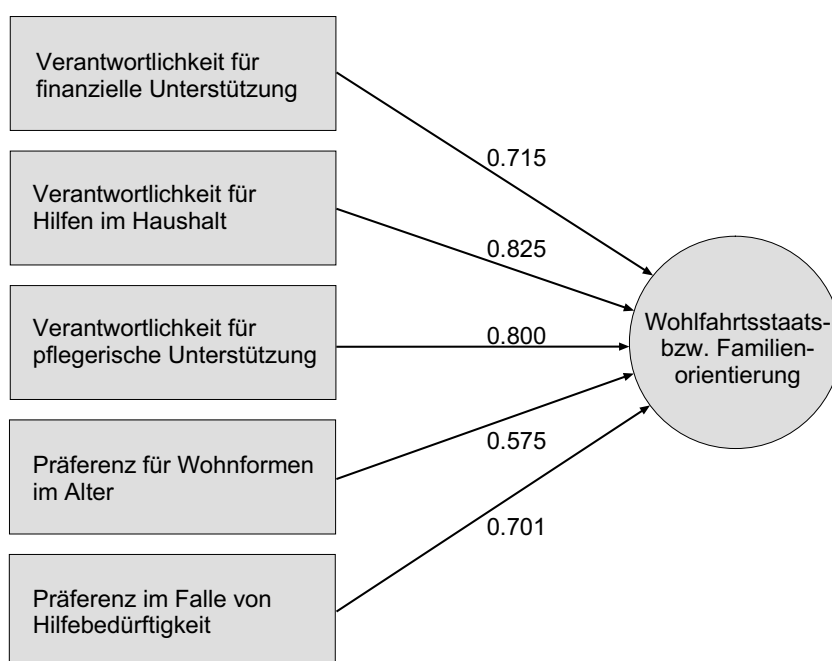 Verantwortlichkeit für
finanzielle Unterstützung
0.715
Verantwortlichkeit für
Hilfen im Haushalt
0.825
Verantwortlichkeit für
pflegerische Unterstützung
0.800
Wohlfahrtsstaats-
bzw. Familien-
orientierung
Präferenz für Wohnformen
im Alter
0.575
Präferenz im Falle von
Hilfebedürftigkeit
0.701